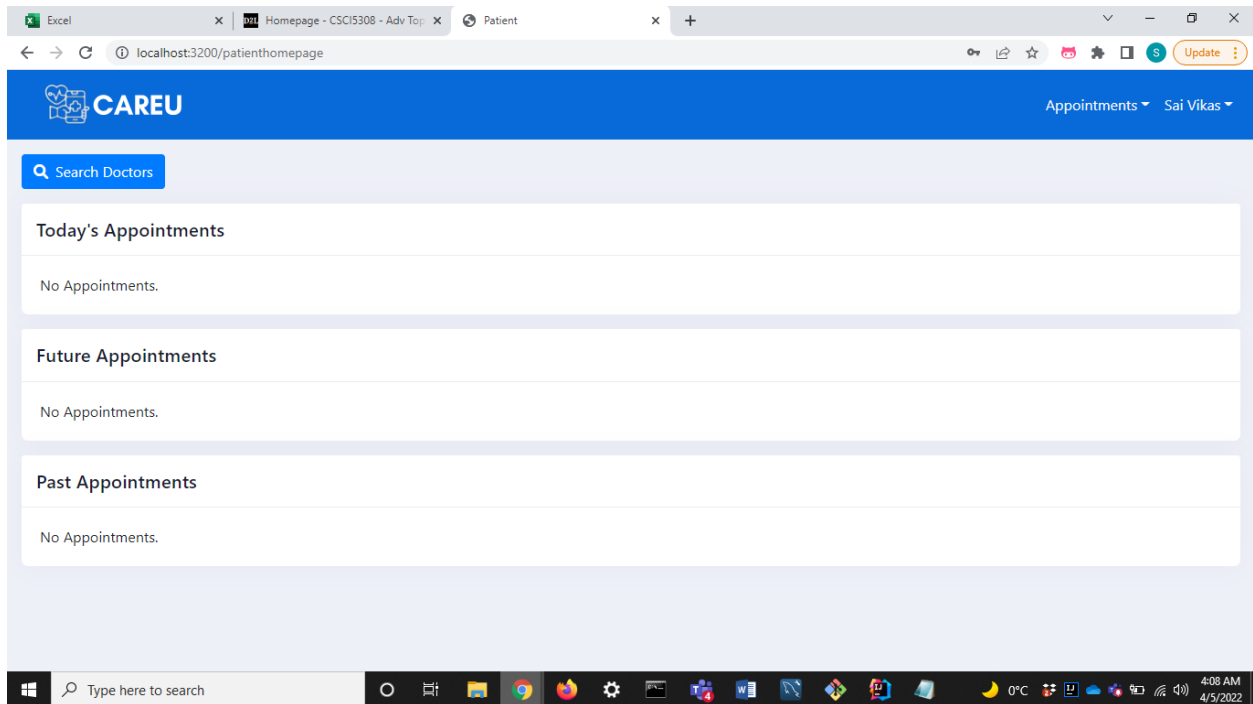 Excel
D2L Homepage - CSCI5308 - Adv Top
Patient
localhost:3200/patienthomepage
S
Update
CAREU
Appointments
Sai Vikas
Search Doctors
Today's Appointments
No Appointments.
Future Appointments
No Appointments.
Past Appointments
No Appointments.
Type here to search
0°C
4:08 AM
4/5/2022